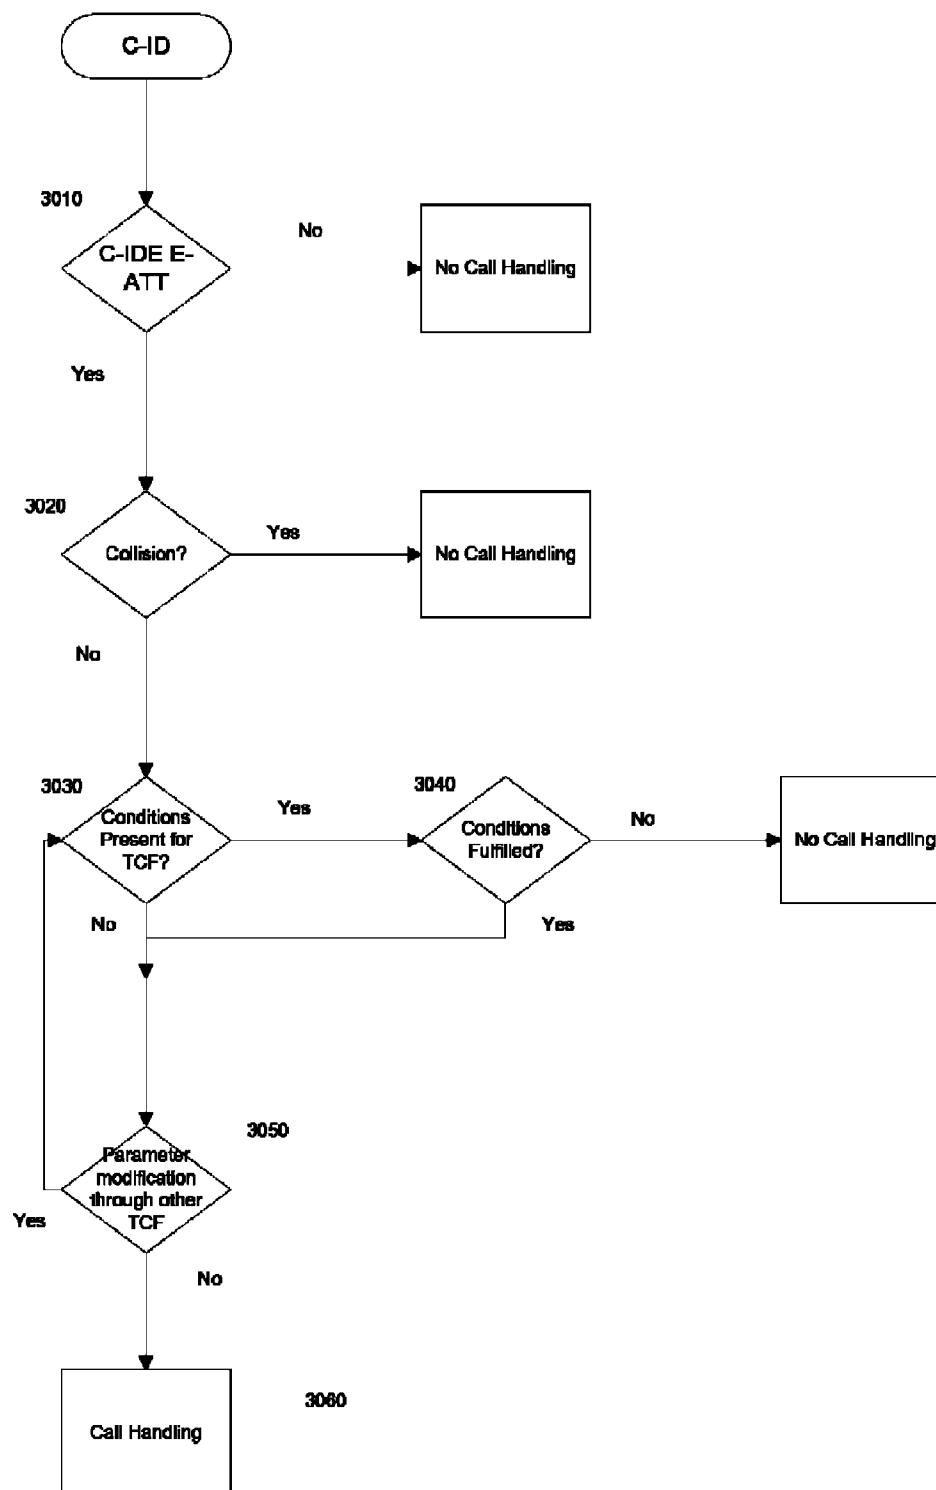 C-ID
3010
C-IDE E-
ATT
No
No Call Handling
Yes
3020
Collision?
Yes
No Call Handling
No
3030
Conditions
Present for
TCF?
Yes
3040
Conditions
Fulfilled?
No
No Call Handling
No
Yes
3050
Parameter
modification
through other
TCF
Yes
No
3060
Call Handling